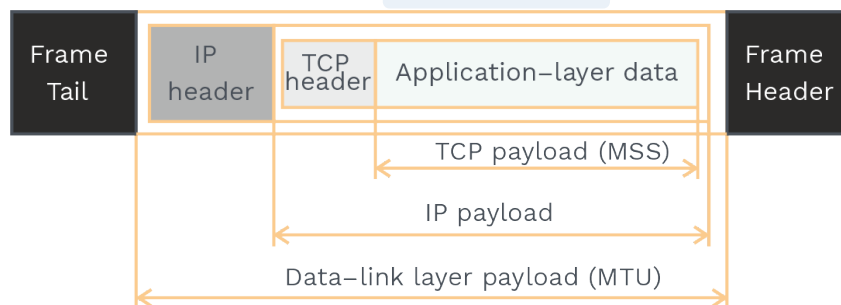 Frame
Tail
IP
header
TCP
header
Application–layer data
Frame
Header
TCP payload (MSS)
IP payload
Data–link layer payload (MTU)